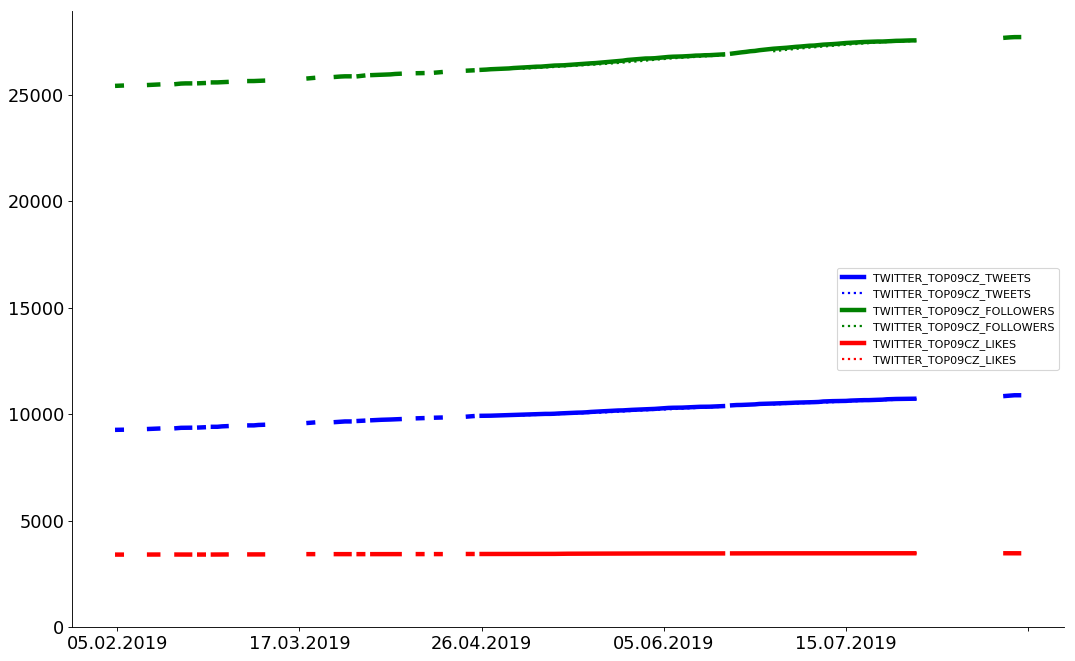 25000
20000
15000
10000
5000
0
05.02.2019
17.03.2019
26.04.2019
05.06.2019
15.07.2019
TWITTER_TOP09CZ_TWEETS
TWITTER_TOP09CZ_TWEETS
TWITTER_TOP09CZ_FOLLOWERS
TWITTER_TOP09CZ_FOLLOWERS
TWITTER_TOP09CZ_LIKES
TWITTER_TOP09CZ_LIKES